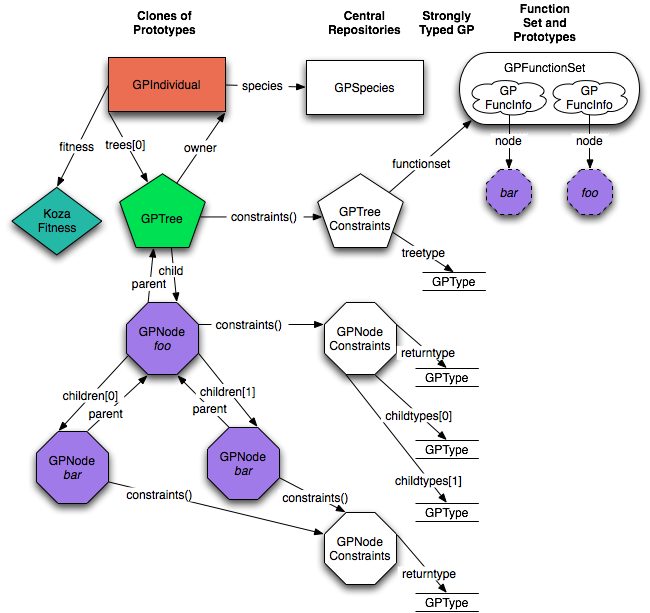 Clones of
Prototypes
Central
Repositories
Strongly
Typed GP
Function
Set and
Prototypes
GPIndividual
species
GPSpecies
GPFunctionSet
GP
FuncInfo
GP
FuncInfo
fitness
trees[0]
owner
node
node
functionset
bar
foo
Koza
Fitness
GPTree
constraints()
GPTree
Constraints
treetype
GPType
child
parent
GPNode
foo
constraints()
GPNode
Constraints
returntype
GPType
children[0]
parent
children[1]
parent
childtypes[0]
GPType
GPNode
bar
GPNode
bar
childtypes[1]
constraints()
constraints()
GPType
GPNode
Constraints
returntype
GPType